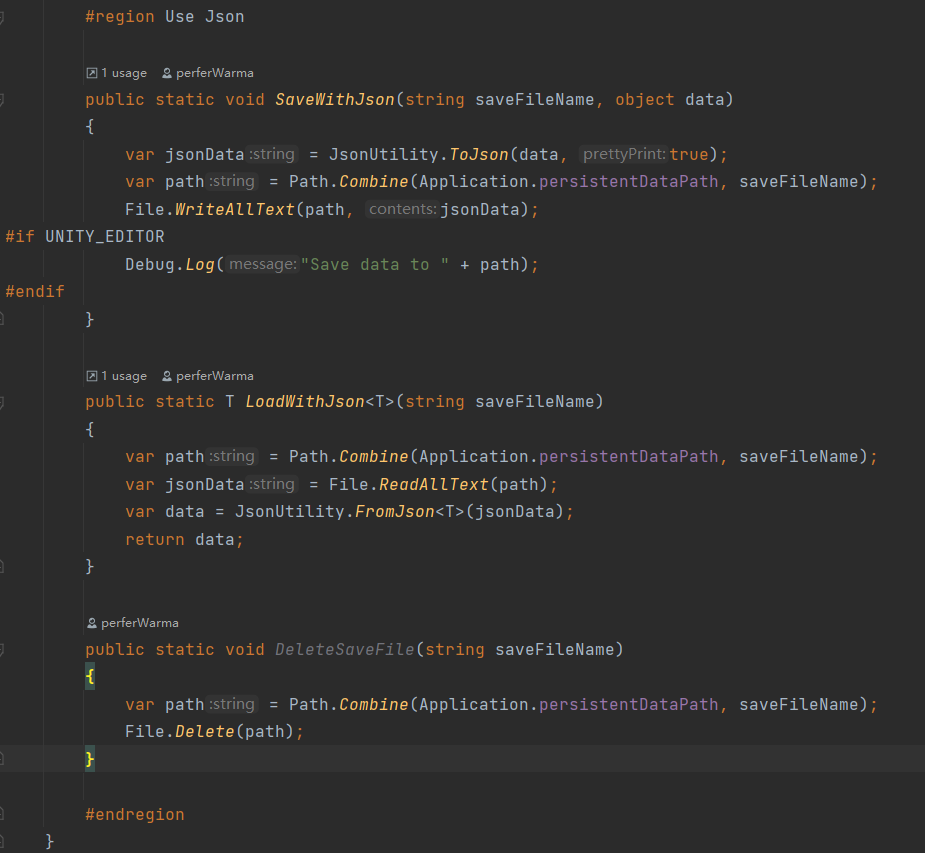 #region Use Json
1 usage perferWarma
public static void SaveWithJson(string saveFileName, object data)
{
var jsonData:string = JsonUtility.ToJson(data, prettyPrint:true);
var path:string = Path.Combine(Application.persistentDataPath, saveFileName);
File.WriteAllText(path, contents:jsonData);
#if UNITY_EDITOR
Debug.Log(message:"Save data to " + path);
#endif
}
1 usage perferWarma
public static T LoadWithJson<T>(string saveFileName)
{
var path:string = Path.Combine(Application.persistentDataPath, saveFileName);
var jsonData:string = File.ReadAllText(path);
var data = JsonUtility.FromJson<T>(jsonData);
return data;
}
perferWarma
public static void DeleteSaveFile(string saveFileName)
{
var path:string = Path.Combine(Application.persistentDataPath, saveFileName);
File.Delete(path);
}
#endregion
}